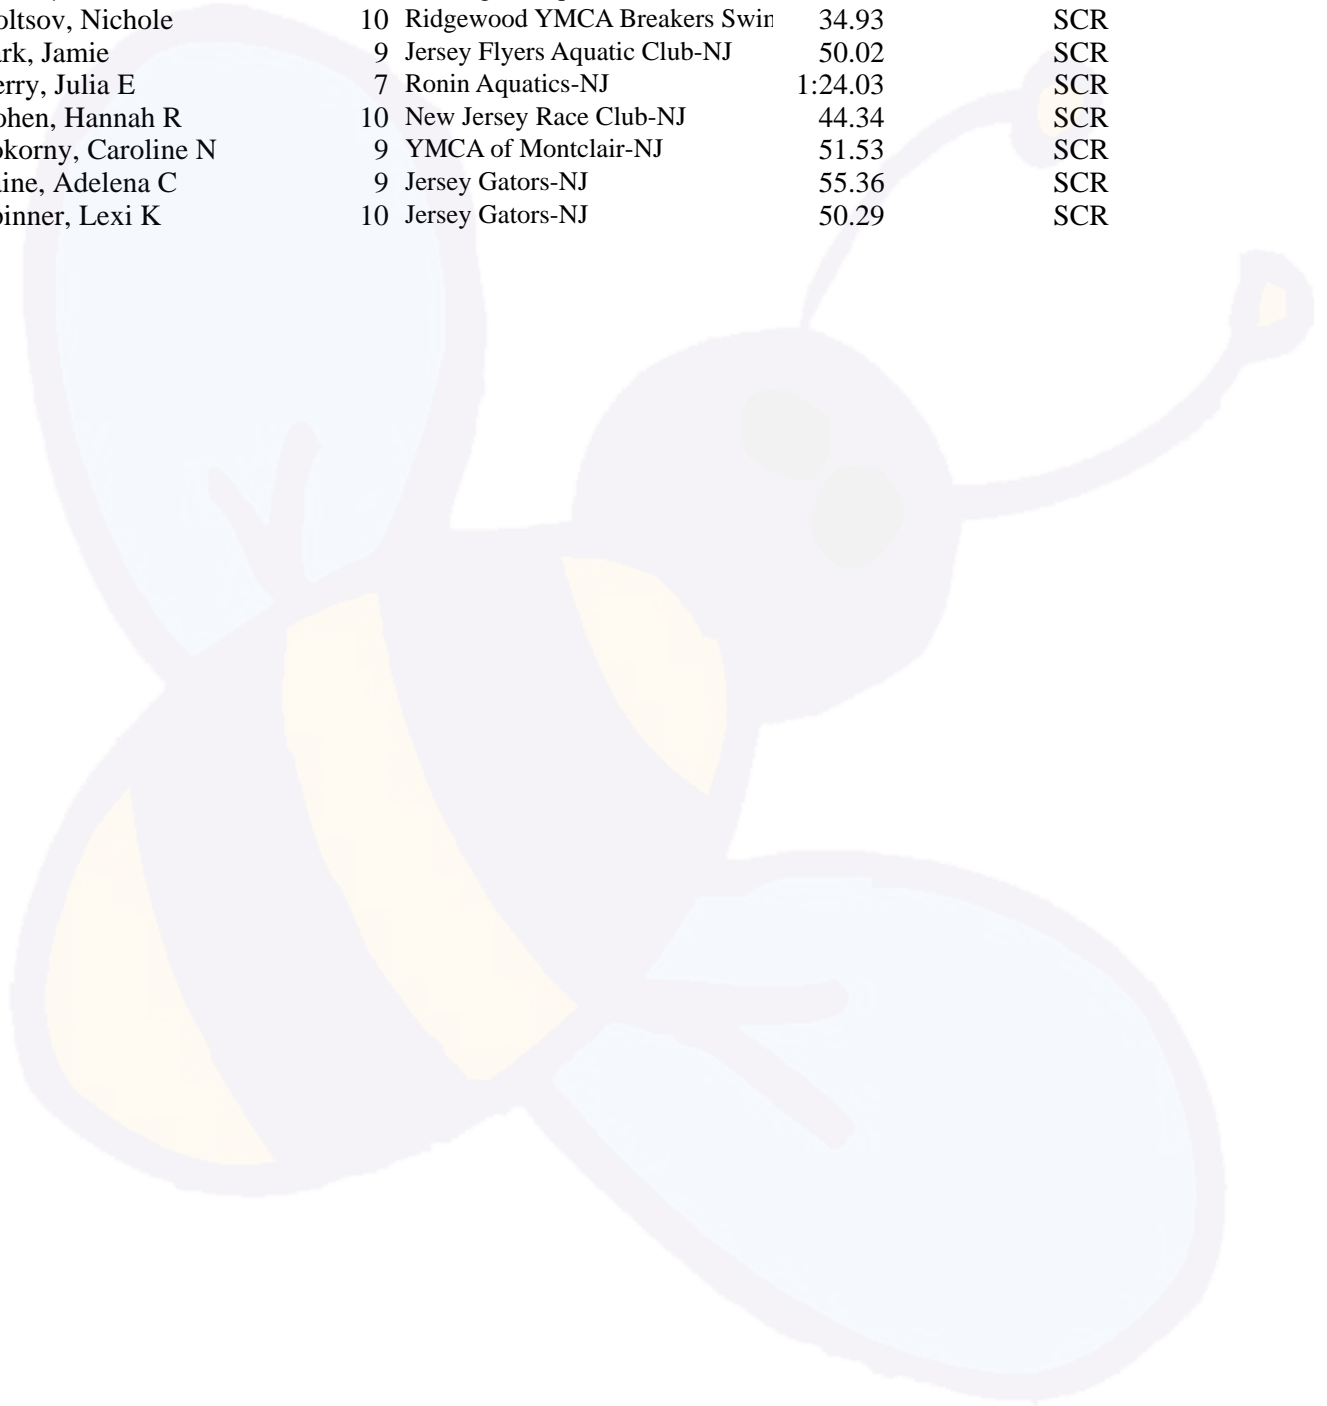 oltsov, Nichole 10 Ridgewood YMCA Breakers Swin 34.93 SCR
ark, Jamie 9 Jersey Flyers Aquatic Club-NJ 50.02 SCR
erry, Julia E 7 Ronin Aquatics-NJ 1:24.03 SCR
ohen, Hannah R 10 New Jersey Race Club-NJ 44.34 SCR
okorny, Caroline N 9 YMCA of Montclair-NJ 51.53 SCR
aine, Adelena C 9 Jersey Gators-NJ 55.36 SCR
pinner, Lexi K 10 Jersey Gators-NJ 50.29 SCR